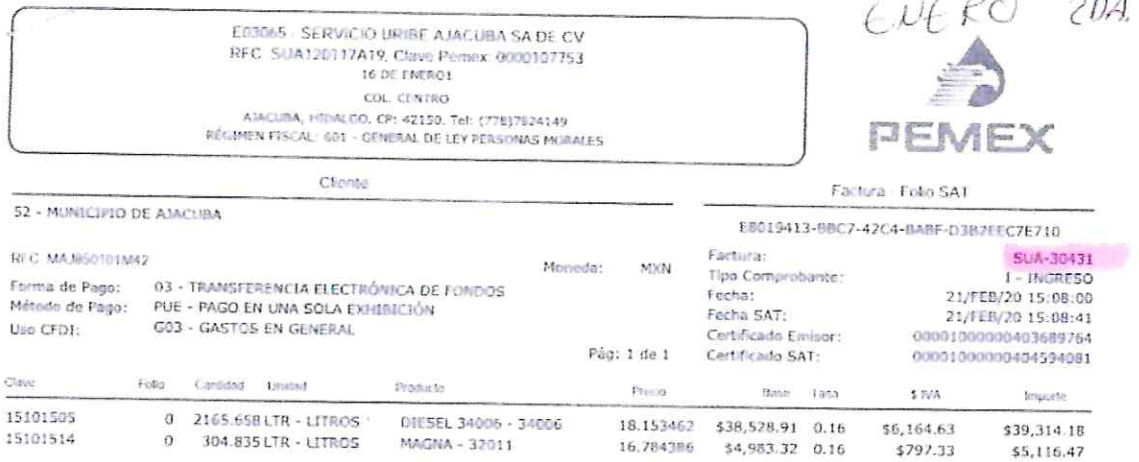 ENERO 2DA.
E03065 - SERVICIO URIBE AJACUBA SA DE CV
RFC SUA120117A19, Clave Pemex: 0000107753
16 DE ENERO1
COL. CENTRO
AJACUBA, HIDALGO, CP: 42150. Tel: (778)7824149
RÉGIMEN FISCAL: 601 - GENERAL DE LEY PERSONAS MORALES
PEMEX
Cliente
52 - MUNICIPIO DE AJACUBA
RFC MAJ850101M42
Moneda: MXN
Forma de Pago: 03 - TRANSFERENCIA ELECTRÓNICA DE FONDOS
Método de Pago: PUE - PAGO EN UNA SOLA EXHIBICIÓN
Uso CFDI: G03 - GASTOS EN GENERAL
Pág: 1 de 1
Factura - Folio SAT
E8019413-BBC7-42C4-BABF-D3B7EEC7E710
Factura: SUA-30431
Tipo Comprobante: I - INGRESO
Fecha: 21/FEB/20 15:08:00
Fecha SAT: 21/FEB/20 15:08:41
Certificado Emisor: 00001000000403689764
Certificado SAT: 00001000000404594081
Clave Folio Cantidad Unidad Producto Precio Base Tasa $ IVA Importe
15101505 0 2165.658 LTR - LITROS DIESEL 34006 - 34006 18.153462 $38,528.91 0.16 $6,164.63 $39,314.18
15101514 0 304.835 LTR - LITROS MAGNA - 32011 16.784386 $4,983.32 0.16 $797.33 $5,116.47